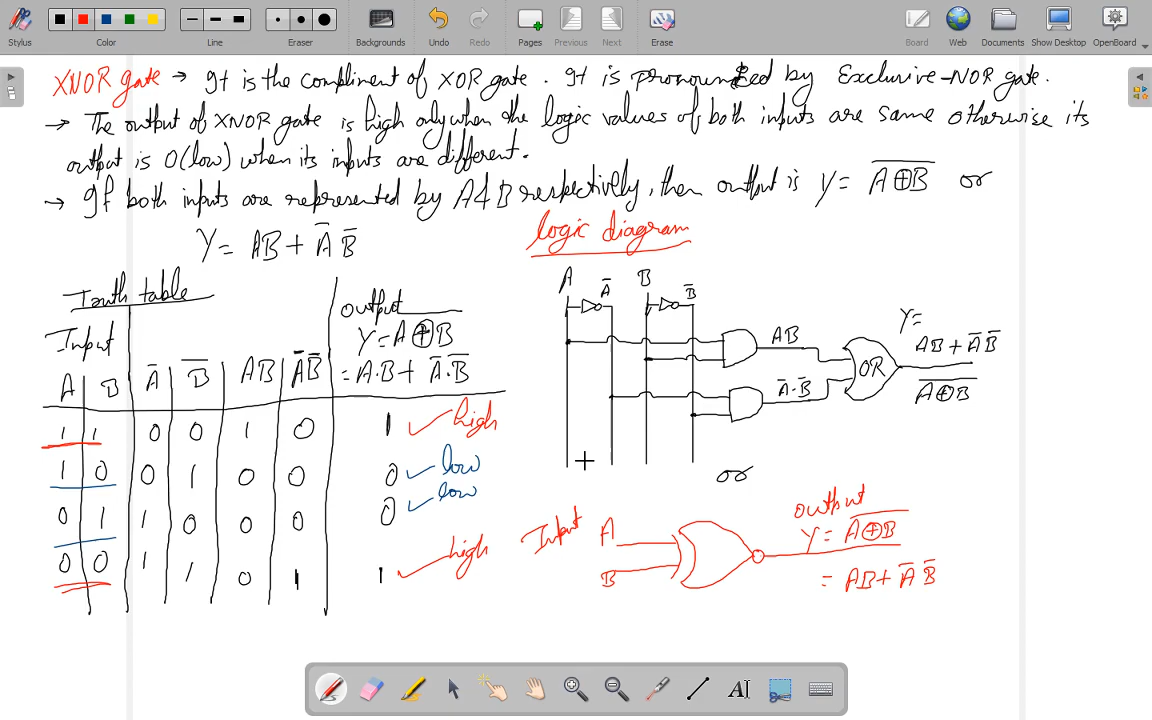 Stylus Color Line Eraser Backgrounds Undo Redo Pages Previous Next Erase Board Web Documents Show Desktop OpenBoard
XNOR gate → It is the compliment of XOR gate. It is pronounced by Exclusive-NOR gate.
→ The output of XNOR gate is high only when the logic values of both inputs are same otherwise its
output is 0(low) when its inputs are different.
→ If both inputs are represented by A & B respectively, then output is Y = \overline{A⊕B} or
Y = AB + A̅ B̅
Truth table
Input
output
Y = A⊕B
= A·B + A̅·B̅
A B A̅ B̅ AB A̅B̅
1 1 0 0 1 0 1 high
1 0 0 1 0 0 0 low
0 1 1 0 0 0 0 low
0 0 1 1 0 1 1 high
logic diagram
A A̅ B B̅
AB
A̅·B̅
OR
Y =
AB + A̅ B̅
\overline{A⊕B}
or
Input A
B
output
Y = \overline{A⊕B}
= AB + A̅ B̅